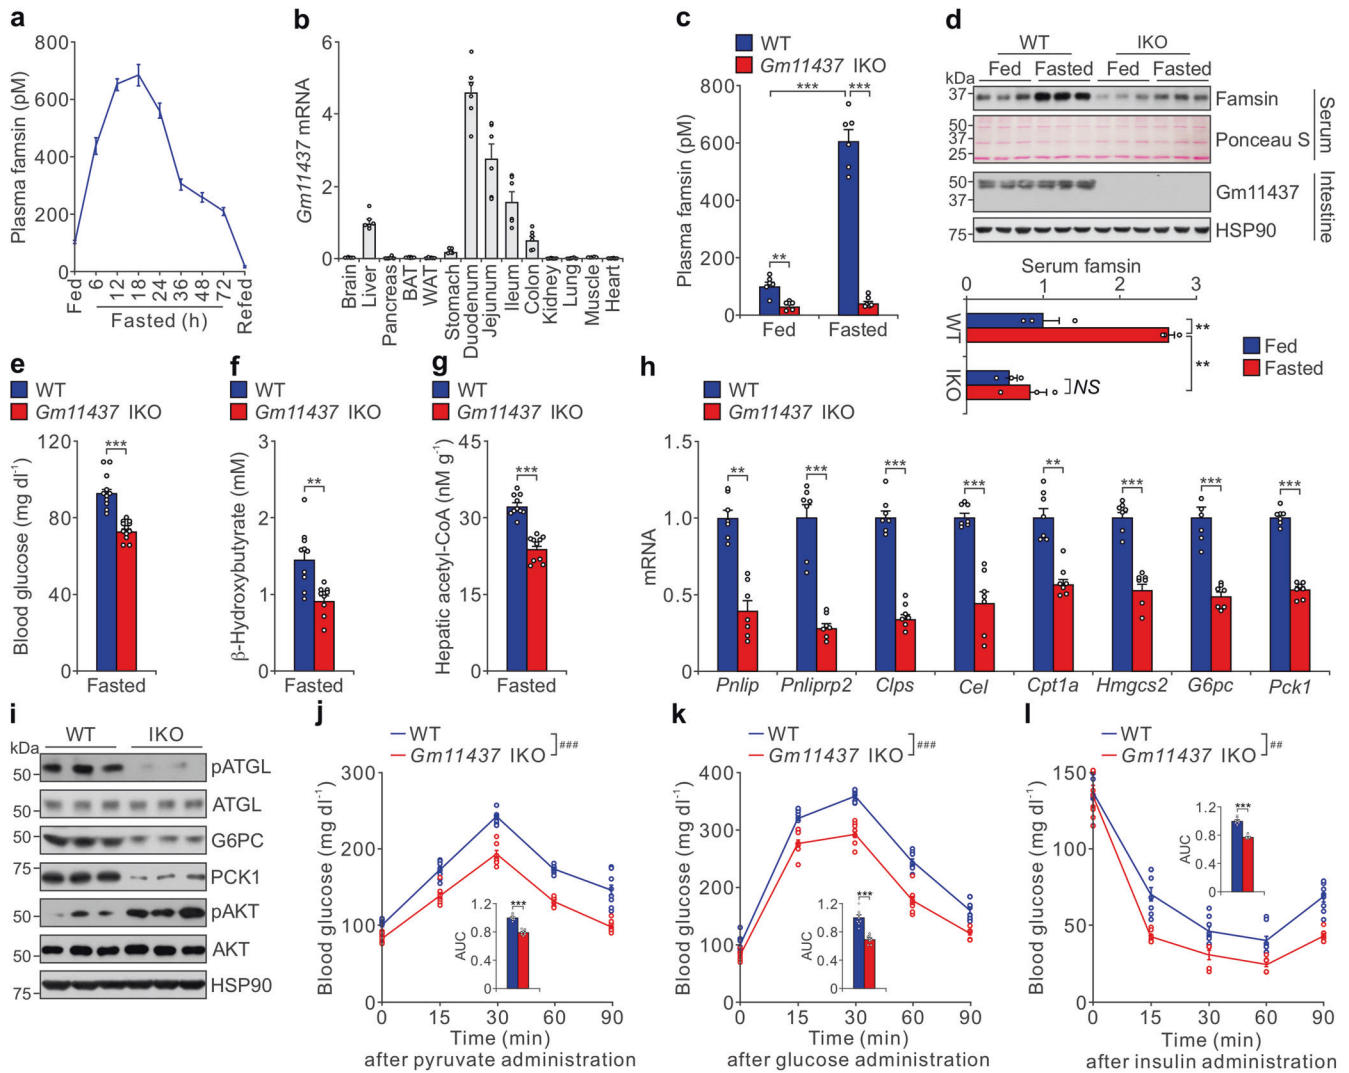 a
Plasma famsin (pM)
800
600
400
200
0
Fed
6
12
18
24
36
48
72
Refed
Fasted (h)
b
Gm11437 mRNA
6
4
2
0
Brain
Liver
Pancreas
BAT
WAT
Stomach
Duodenum
Jejunum
Ileum
Colon
Kidney
Lung
Muscle
Heart
c
WT
Gm11437 IKO
Plasma famsin (pM)
800
600
400
200
0
***
***
**
Fed
Fasted
d
WT IKO
Fed Fasted Fed Fasted
kDa
37 Famsin
50
37 Ponceau S
25
Serum
50
37 Gm11437
75 HSP90
Intestine
Serum famsin
0 1 2 3
WT
IKO
**
**
NS
Fed
Fasted
e
WT
Gm11437 IKO
Blood glucose (mg dl⁻¹)
120
80
40
0
***
Fasted
f
WT
Gm11437 IKO
β-Hydroxybutyrate (mM)
3
2
1
0
**
Fasted
g
WT
Gm11437 IKO
Hepatic acetyl-CoA (nM g⁻¹)
45
30
15
0
***
Fasted
h
WT
Gm11437 IKO
mRNA
1.5
1.0
0.5
0
** *** *** *** ** *** *** ***
Pnlip Pnliprp2 Clps Cel Cpt1a Hmgcs2 G6pc Pck1
i
WT IKO
kDa
50 pATGL
50 ATGL
50 G6PC
75 PCK1
50 pAKT
50 AKT
75 HSP90
j
WT
Gm11437 IKO
###
Blood glucose (mg dl⁻¹)
300
200
100
0
AUC
1.2
0.8
0.4
0
***
0 15 30 60 90
Time (min)
after pyruvate administration
k
WT
Gm11437 IKO
###
Blood glucose (mg dl⁻¹)
400
300
200
100
0
AUC
1.2
0.8
0.4
0
***
0 15 30 60 90
Time (min)
after glucose administration
l
WT
Gm11437 IKO
##
Blood glucose (mg dl⁻¹)
150
100
50
0
AUC
1.2
0.8
0.4
0
***
0 15 30 60 90
Time (min)
after insulin administration